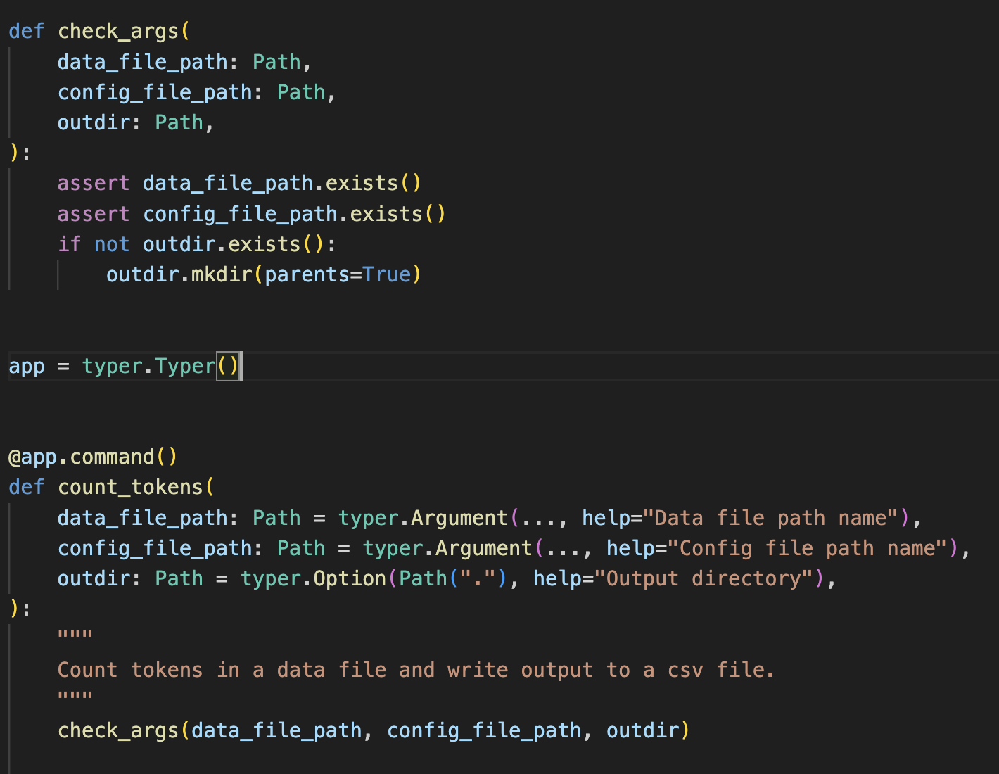 def check_args(
    data_file_path: Path,
    config_file_path: Path,
    outdir: Path,
):
    assert data_file_path.exists()
    assert config_file_path.exists()
    if not outdir.exists():
        outdir.mkdir(parents=True)
app = typer.Typer()
@app.command()
def count_tokens(
    data_file_path: Path = typer.Argument(..., help="Data file path name"),
    config_file_path: Path = typer.Argument(..., help="Config file path name"),
    outdir: Path = typer.Option(Path("."), help="Output directory"),
):
    """
    Count tokens in a data file and write output to a csv file.
    """
    check_args(data_file_path, config_file_path, outdir)